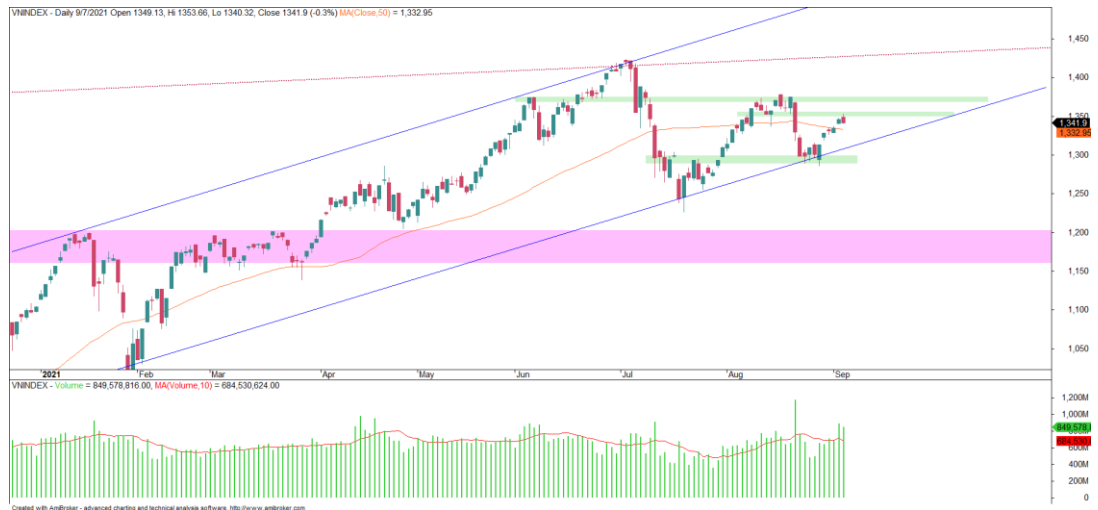 VNINDEX - Daily 9/7/2021 Open 1349.13, Hi 1353.66, Lo 1340.32, Close 1341.9 (-0.3%) MA(Close,50) = 1,332.95
1,450
1,400
1,350
1,341.9
1,332.95
1,300
1,250
1,200
1,150
1,100
1,050
2021 Feb Mar Apr May Jun Jul Aug Sep
VNINDEX - Volume = 849,578,816.00, MA(Volume,10) = 684,530,624.00
1,200M
1,000M
849,578,8
684,530,
600M
400M
200M
0
Created with AmiBroker - advanced charting and technical analysis software. http://www.amibroker.com